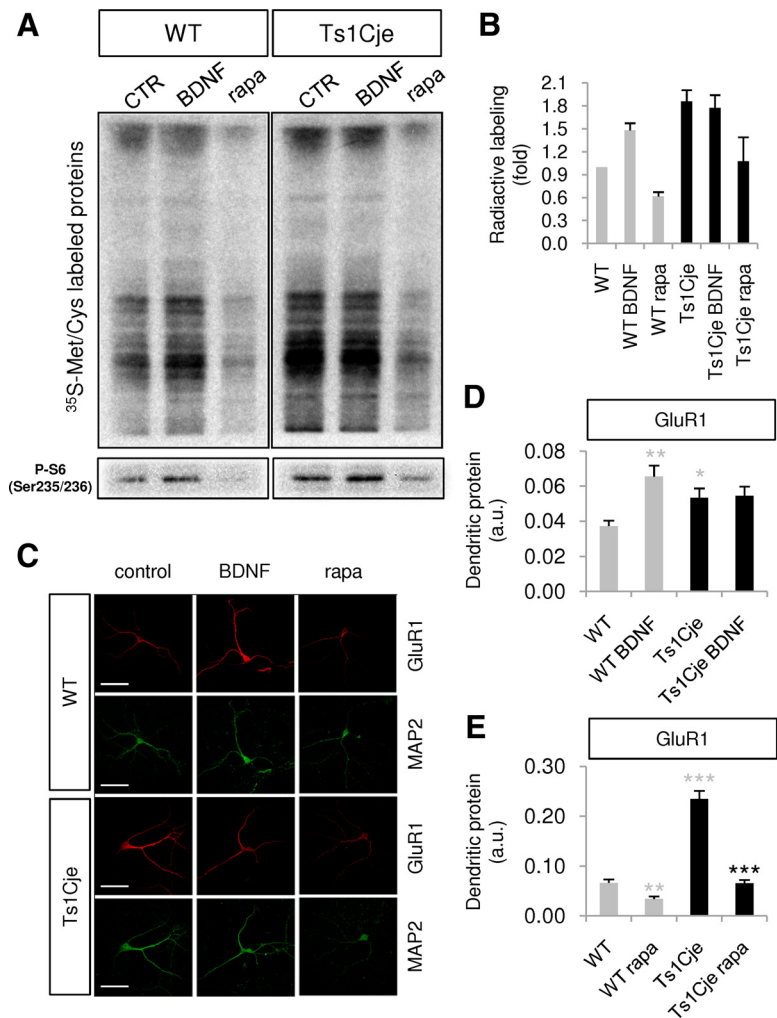 A
WT
Ts1Cje
CTR
BDNF
rapa
CTR
BDNF
rapa
35S-Met/Cys labeled proteins
P-S6
(Ser235/236)
B
Radiactive labeling
(fold)
2.1
1.8
1.5
1.2
0.9
0.6
0.3
0.0
WT
WT BDNF
WT rapa
Ts1Cje
Ts1Cje BDNF
Ts1Cje rapa
C
control
BDNF
rapa
WT
GluR1
MAP2
Ts1Cje
GluR1
MAP2
D
GluR1
Dendritic protein
(a.u.)
0.08
0.06
0.04
0.02
0.00
**
*
WT
WT BDNF
Ts1Cje
Ts1Cje BDNF
E
GluR1
Dendritic protein
(a.u.)
0.30
0.20
0.10
0.00
**
***
***
WT
WT rapa
Ts1Cje
Ts1Cje rapa